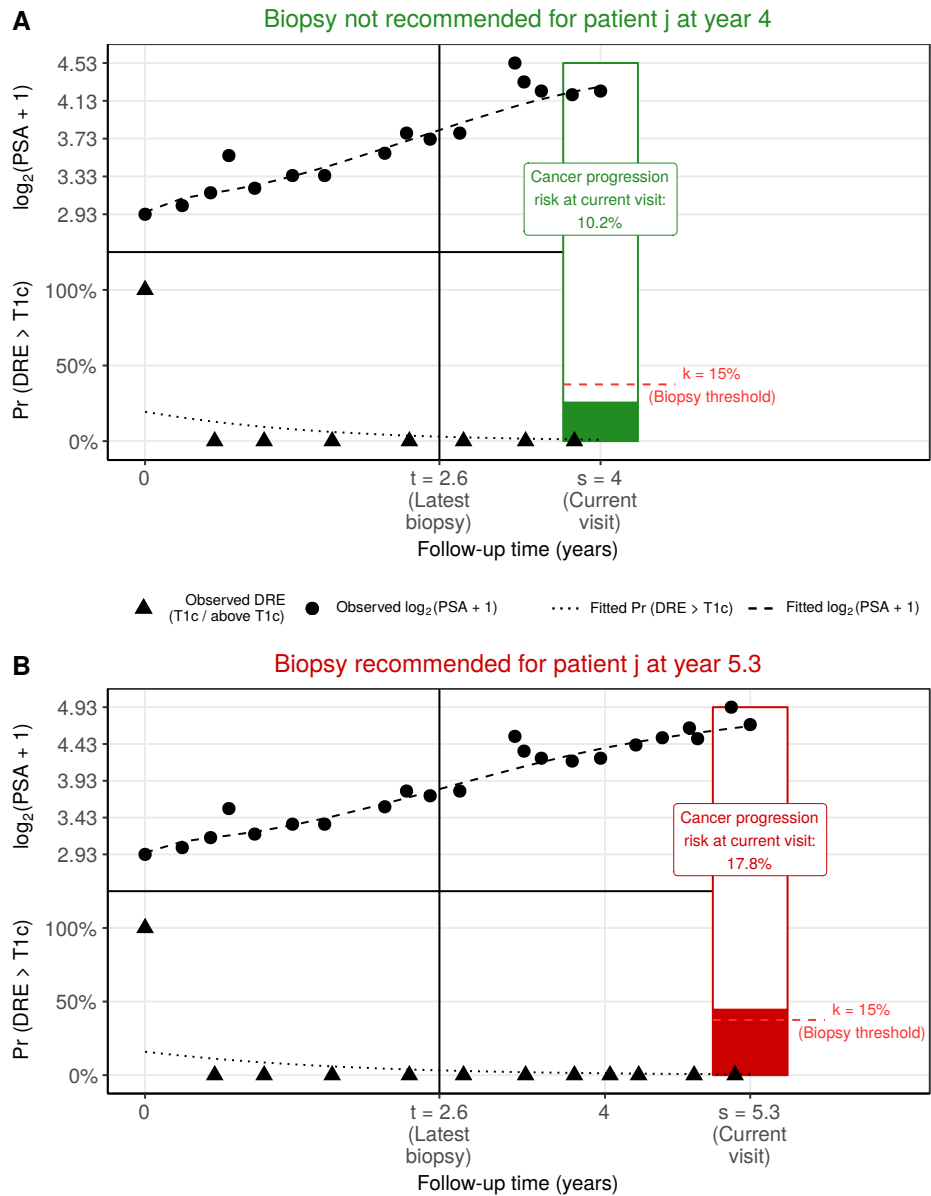 A
Biopsy not recommended for patient j at year 4
log₂(PSA + 1)
4.53
4.13
3.73
3.33
2.93
Cancer progression
risk at current visit:
10.2%
Pr (DRE > T1c)
100%
50%
0%
k = 15%
(Biopsy threshold)
0
t = 2.6
(Latest
biopsy)
s = 4
(Current
visit)
Follow-up time (years)
Observed DRE
(T1c / above T1c)
Observed log₂(PSA + 1)
Fitted Pr (DRE > T1c)
Fitted log₂(PSA + 1)
B
Biopsy recommended for patient j at year 5.3
log₂(PSA + 1)
4.93
4.43
3.93
3.43
2.93
Cancer progression
risk at current visit:
17.8%
Pr (DRE > T1c)
100%
50%
0%
k = 15%
(Biopsy threshold)
0
t = 2.6
(Latest
biopsy)
4
s = 5.3
(Current
visit)
Follow-up time (years)